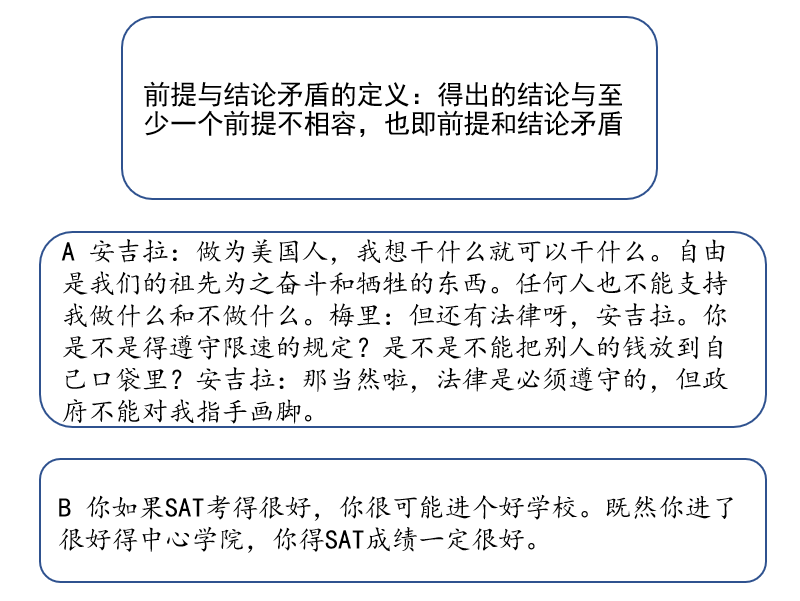 前提与结论矛盾的定义：得出的结论与至
少一个前提不相容，也即前提和结论矛盾
A 安吉拉：做为美国人，我想干什么就可以干什么。自由
是我们的祖先为之奋斗和牺牲的东西。任何人也不能支持
我做什么和不做什么。梅里：但还有法律呀，安吉拉。你
是不是得遵守限速的规定？是不是不能把别人的钱放到自
己口袋里？安吉拉：那当然啦，法律是必须遵守的，但政
府不能对我指手画脚。
B 你如果SAT考得很好，你很可能进个好学校。既然你进了
很好得中心学院，你得SAT成绩一定很好。